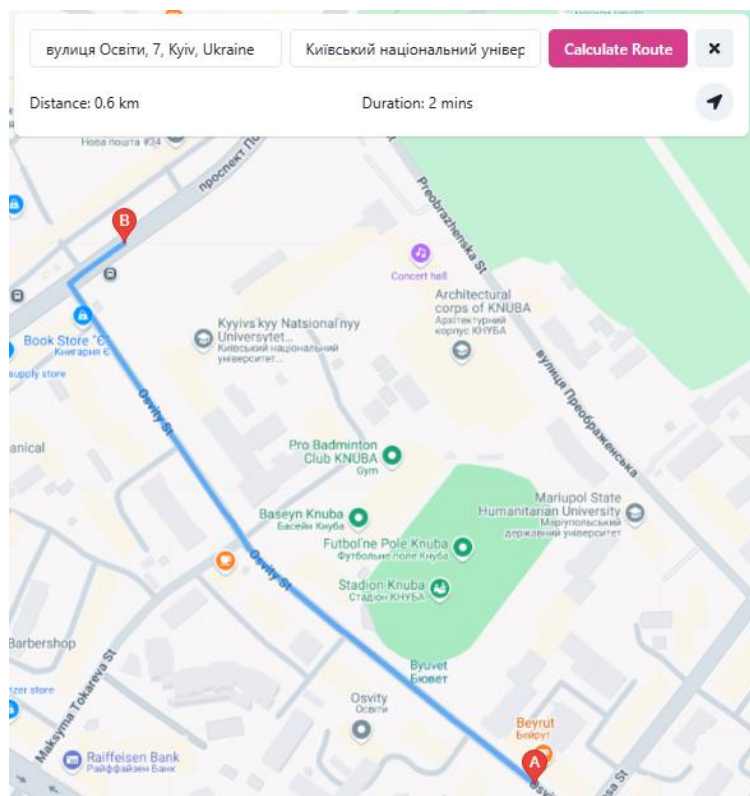 вулиця Освіти, 7, Kyiv, Ukraine
Київський національний універ
Calculate Route
Distance: 0.6 km
Duration: 2 mins
Нова пошта #34
проспект По
Preobrazhenska St
B
Concert hall
Architectural
corps of KNUBA
Архітектурний
корпус КНУБА
Kyyivs'kyy Natsional'nyy
Universytet...
Київський національний
університет...
Book Store "Є"
Книгарня Є
supply store
вулиця Преображенська
Osvity St
anical
Pro Badminton
Club KNUBA
Gym
Mariupol State
Humanitarian University
Маріупольський
державний університет
Baseyn Knuba
Басейн Кнуба
Futbol'ne Pole Knuba
Футбольне поле Кнуба
Osvity St
Stadion Knuba
Стадіон КНУБА
Barbershop
Byuvet
Бювет
Maksyma Tokareva St
Osvity
Освіти
Beyrut
Бейрут
A
Raiffeisen Bank
Райффайзен Банк